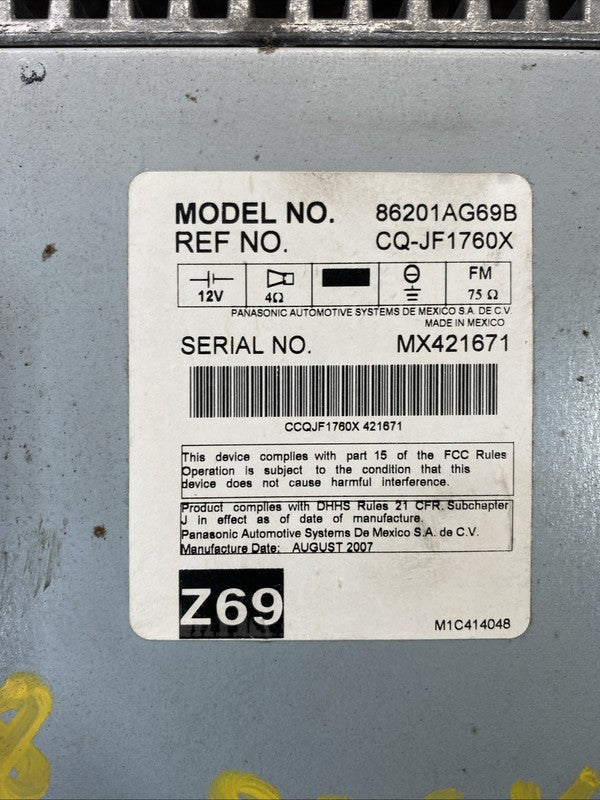 MODEL NO. 86201AG69B
REF NO. CQ-JF1760X
12V 4Ω FM 75 Ω
PANASONIC AUTOMOTIVE SYSTEMS DE MEXICO S.A. DE C.V
MADE IN MEXICO
SERIAL NO. MX421671
CCQJF1760X 421671
This device complies with part 15 of the FCC Rules
Operation is subject to the condition that this
device does not cause harmful interference.
Product complies with DHHS Rules 21 CFR. Subchapter
J in effect as of date of manufacture.
Panasonic Automotive Systems De Mexico S.A. de C.V.
Manufacture Date: AUGUST 2007
Z69
M1C414048
8